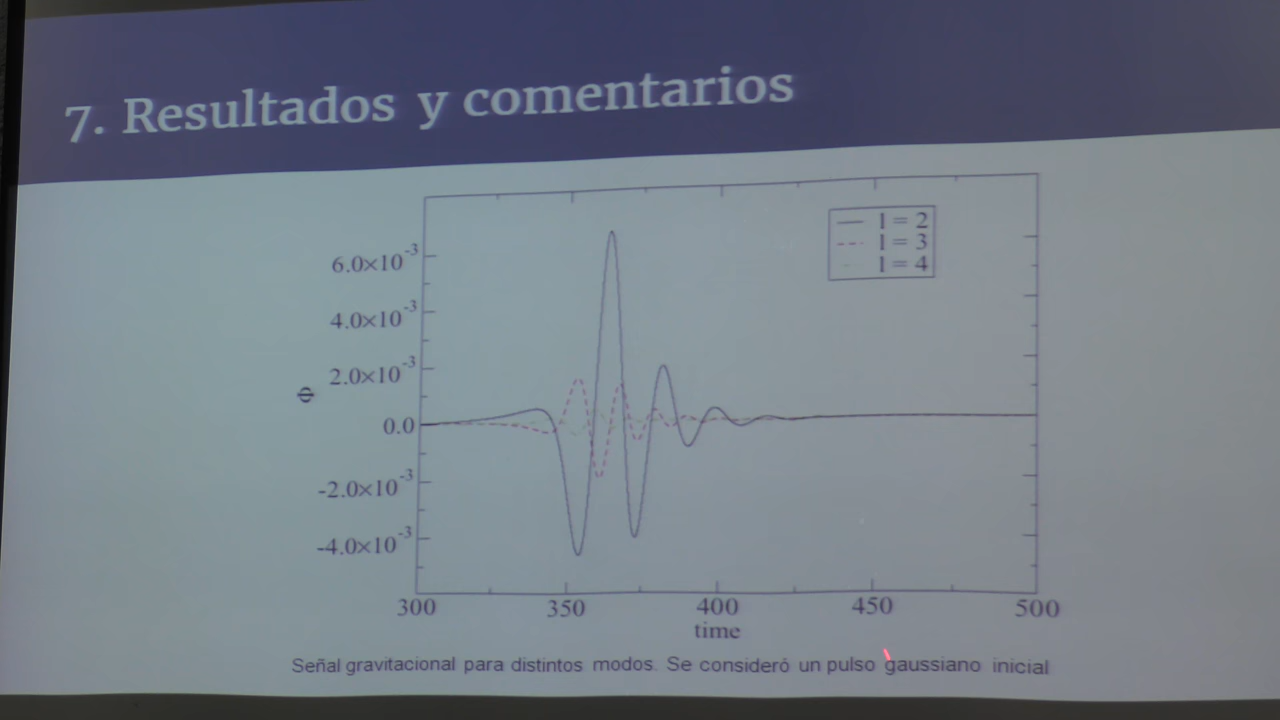 7. Resultados y comentarios
l = 2
l = 3
l = 4
6.0×10⁻³
4.0×10⁻³
2.0×10⁻³
Φ
0.0
-2.0×10⁻³
-4.0×10⁻³
300 350 400 450 500
time
Señal gravitacional para distintos modos. Se consideró un pulso gaussiano inicial